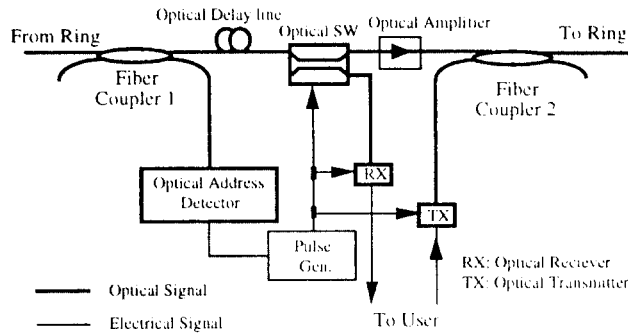 Optical Delay line
Optical SW
Optical Amplifier
From Ring
To Ring
Fiber
Coupler 1
Fiber
Coupler 2
Optical Address
Detector
RX
TX
Pulse
Gen.
RX: Optical Reciever
TX: Optical Transmitter
Optical Signal
To User
Electrical Signal